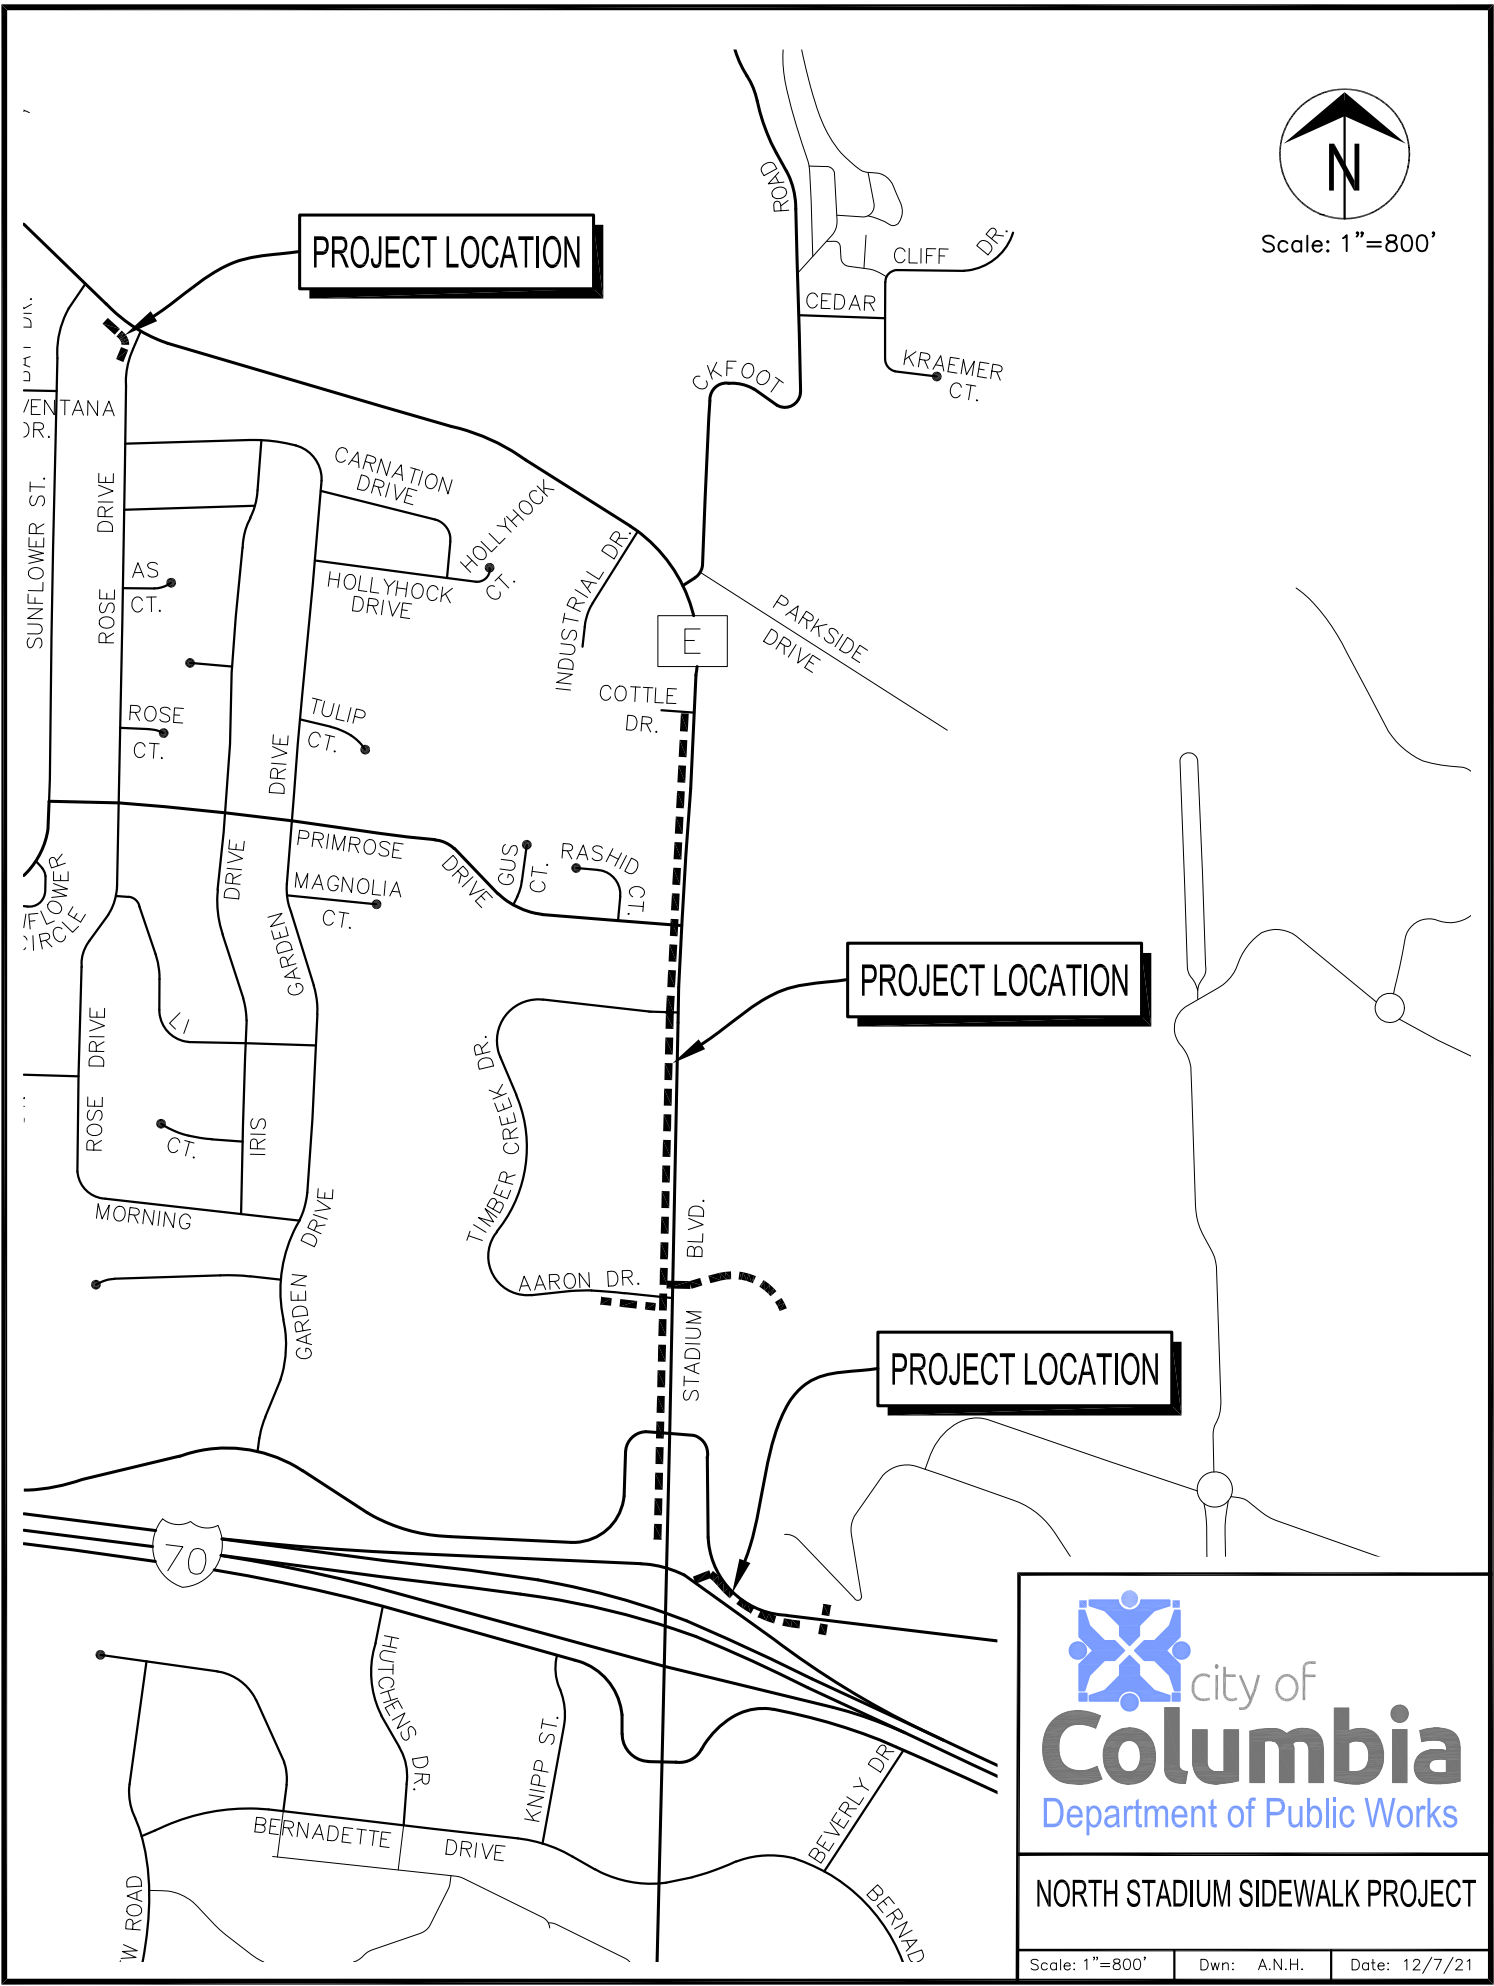 N
Scale: 1"=800'
PROJECT LOCATION
ROAD
CLIFF
DR.
CEDAR
KRAEMER
CT.
CKFOOT
VENTANA
DR.
SUNFLOWER ST.
ROSE DRIVE
CARNATION
DRIVE
HOLLYHOCK
CT.
HOLLYHOCK
DRIVE
INDUSTRIAL DR.
AS
CT.
E
PARKSIDE
DRIVE
COTTLE
DR.
ROSE
CT.
TULIP
CT.
DRIVE
PRIMROSE
DRIVE
DRIVE
GUS
CT.
RASHID
CT.
MAGNOLIA
CT.
GARDEN
FLOWER
CIRCLE
PROJECT LOCATION
LI
ROSE DRIVE
TIMBER CREEK DR.
CT.
IRIS
MORNING
GARDEN DRIVE
AARON DR.
STADIUM BLVD.
PROJECT LOCATION
70
HUTCHENS DR.
KNIPP ST.
BEVERLY DR
BERNADETTE DRIVE
BERNAD
W ROAD
city of
Columbia
Department of Public Works
NORTH STADIUM SIDEWALK PROJECT
Scale: 1"=800'
Dwn: A.N.H.
Date: 12/7/21